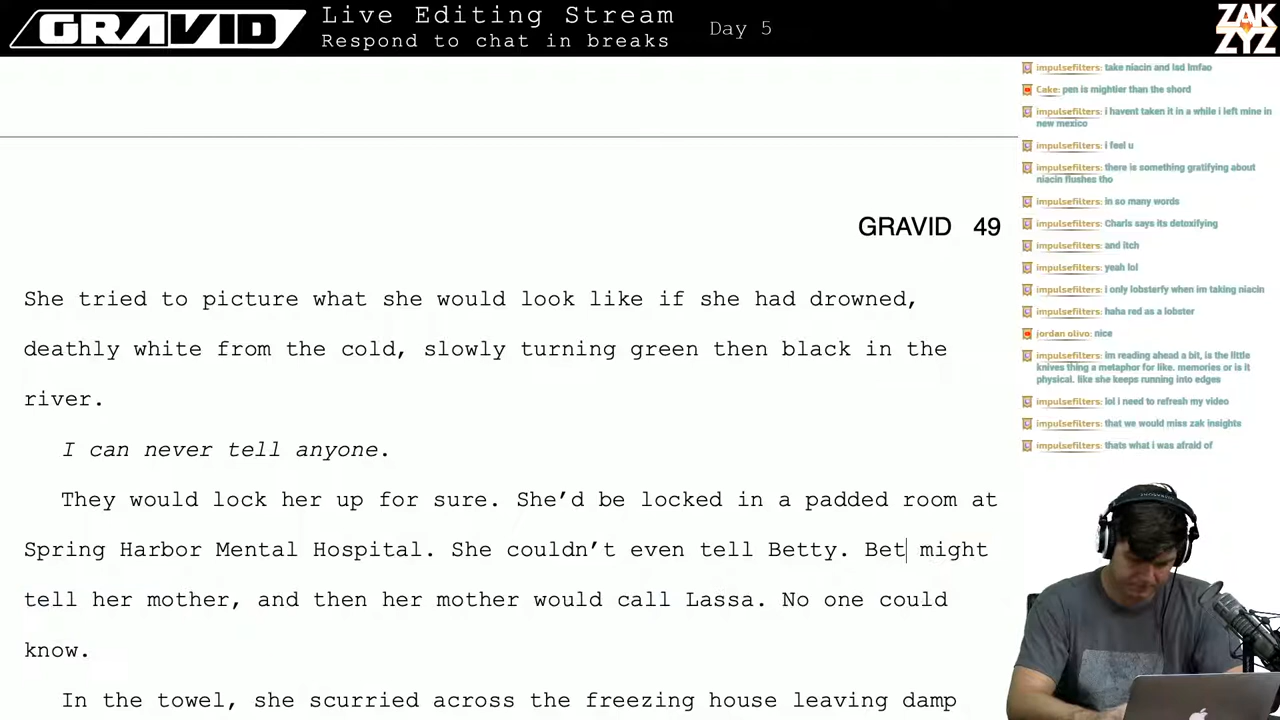 GRAVID
Live Editing Stream
Respond to chat in breaks
Day 5
ZAK
ZYZ
impulsefilters: take niacin and lsd lmfao
Cake: pen is mightier than the shord
impulsefilters: i havent taken it in a while i left mine in
new mexico
impulsefilters: i feel u
impulsefilters: there is something gratifying about
niacin flushes tho
impulsefilters: in so many words
impulsefilters: Charls says its detoxifying
impulsefilters: and itch
impulsefilters: yeah lol
impulsefilters: i only lobsterfy when im taking niacin
impulsefilters: haha red as a lobster
jordan olivo: nice
impulsefilters: im reading ahead a bit, is the little
knives thing a metaphor for like. memories or is it
physical. like she keeps running into edges
impulsefilters: lol i need to refresh my video
impulsefilters: that we would miss zak insights
impulsefilters: thats what i was afraid of
GRAVID 49
She tried to picture what she would look like if she had drowned,
deathly white from the cold, slowly turning green then black in the
river.
I can never tell anyone.
They would lock her up for sure. She’d be locked in a padded room at
Spring Harbor Mental Hospital. She couldn’t even tell Betty. Bet might
tell her mother, and then her mother would call Lassa. No one could
know.
In the towel, she scurried across the freezing house leaving damp